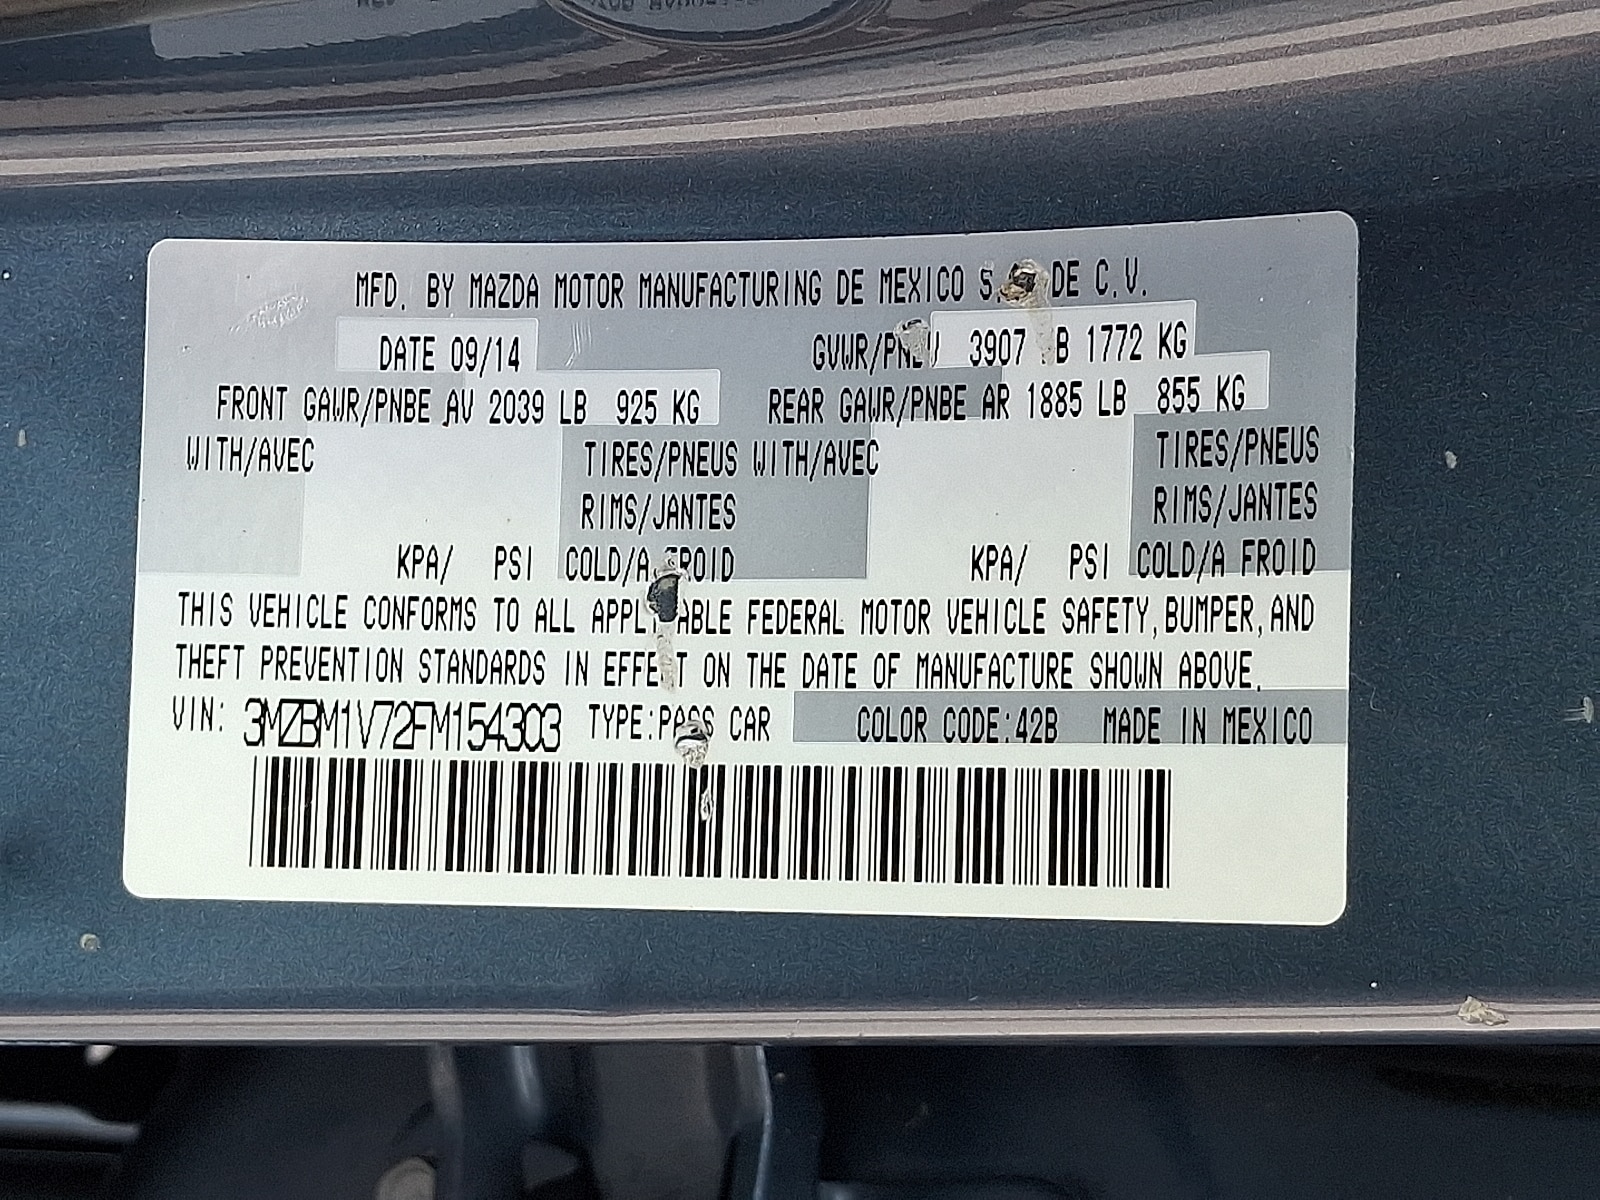 MFD. BY MAZDA MOTOR MANUFACTURING DE MEXICO DE C.V.
DATE 09/14 GVWR/PNBV 3907 LB 1772 KG
FRONT GAWR/PNBE AV 2039 LB 925 KG REAR GAWR/PNBE AR 1885 LB 855 KG
WITH/AVEC TIRES/PNEUS WITH/AVEC TIRES/PNEUS
RIMS/JANTES RIMS/JANTES
KPA/ PSI COLD/A FROID KPA/ PSI COLD/A FROID
THIS VEHICLE CONFORMS TO ALL APPLICABLE FEDERAL MOTOR VEHICLE SAFETY, BUMPER, AND
THEFT PREVENTION STANDARDS IN EFFECT ON THE DATE OF MANUFACTURE SHOWN ABOVE.
VIN: 3MZBM1V72FM154303 TYPE:PASS CAR COLOR CODE:42B MADE IN MEXICO